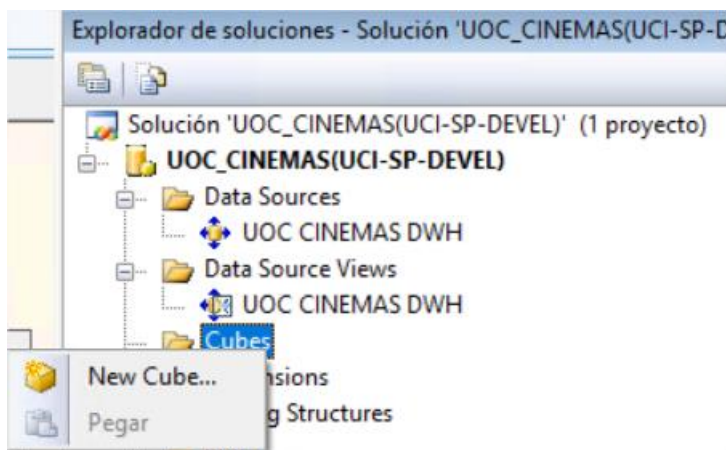 Explorador de soluciones - Solución 'UOC_CINEMAS(UCI-SP-D
Solución 'UOC_CINEMAS(UCI-SP-DEVEL)' (1 proyecto)
UOC_CINEMAS(UCI-SP-DEVEL)
Data Sources
UOC CINEMAS DWH
Data Source Views
UOC CINEMAS DWH
Cubes
New Cube...
nsions
Pegar
g Structures